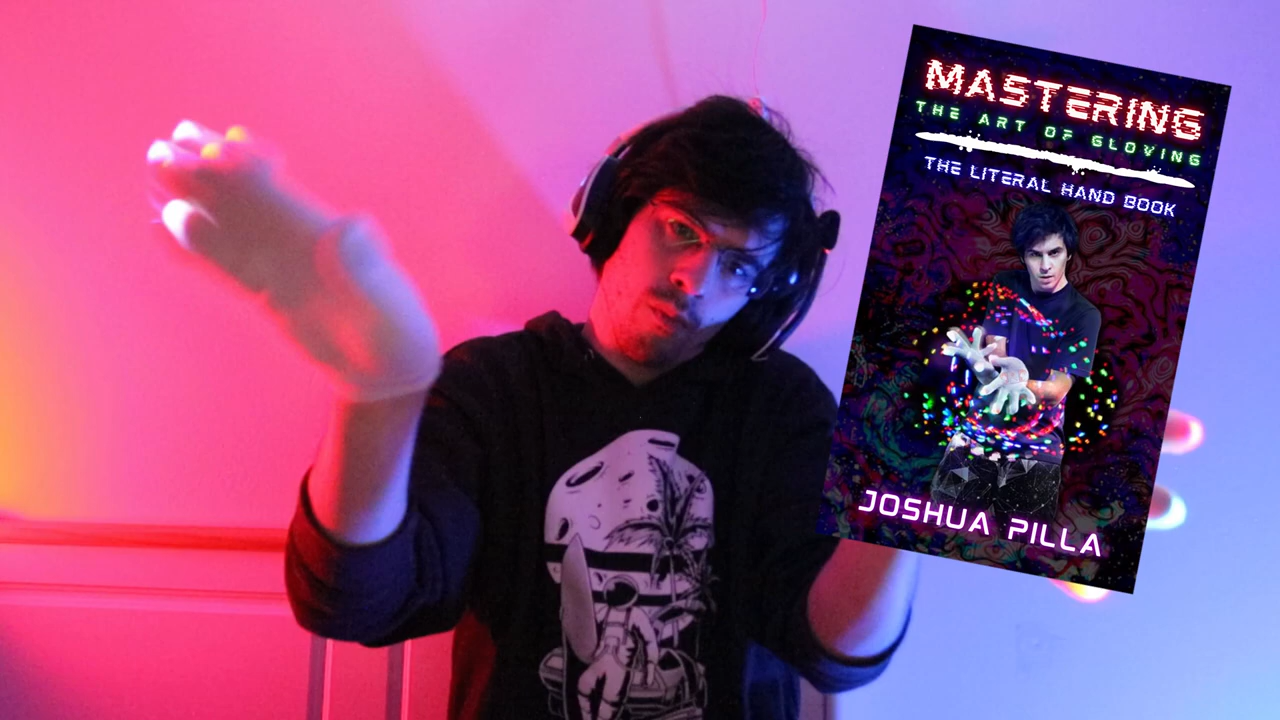 MASTERING
THE ART OF GLOVING
THE LITERAL HAND BOOK
JOSHUA PILLA